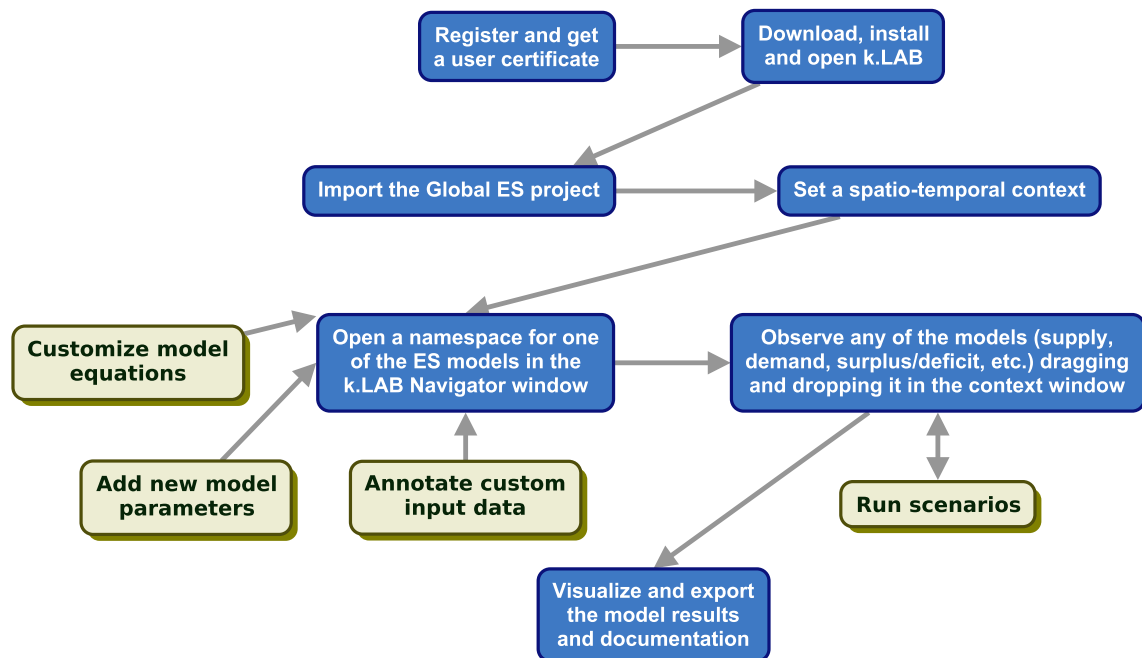 Register and get
a user certificate
Download, install
and open k.LAB
Import the Global ES project
Set a spatio-temporal context
Customize model
equations
Open a namespace for one
of the ES models in the
k.LAB Navigator window
Observe any of the models (supply,
demand, surplus/deficit, etc.) dragging
and dropping it in the context window
Add new model
parameters
Annotate custom
input data
Run scenarios
Visualize and export
the model results
and documentation